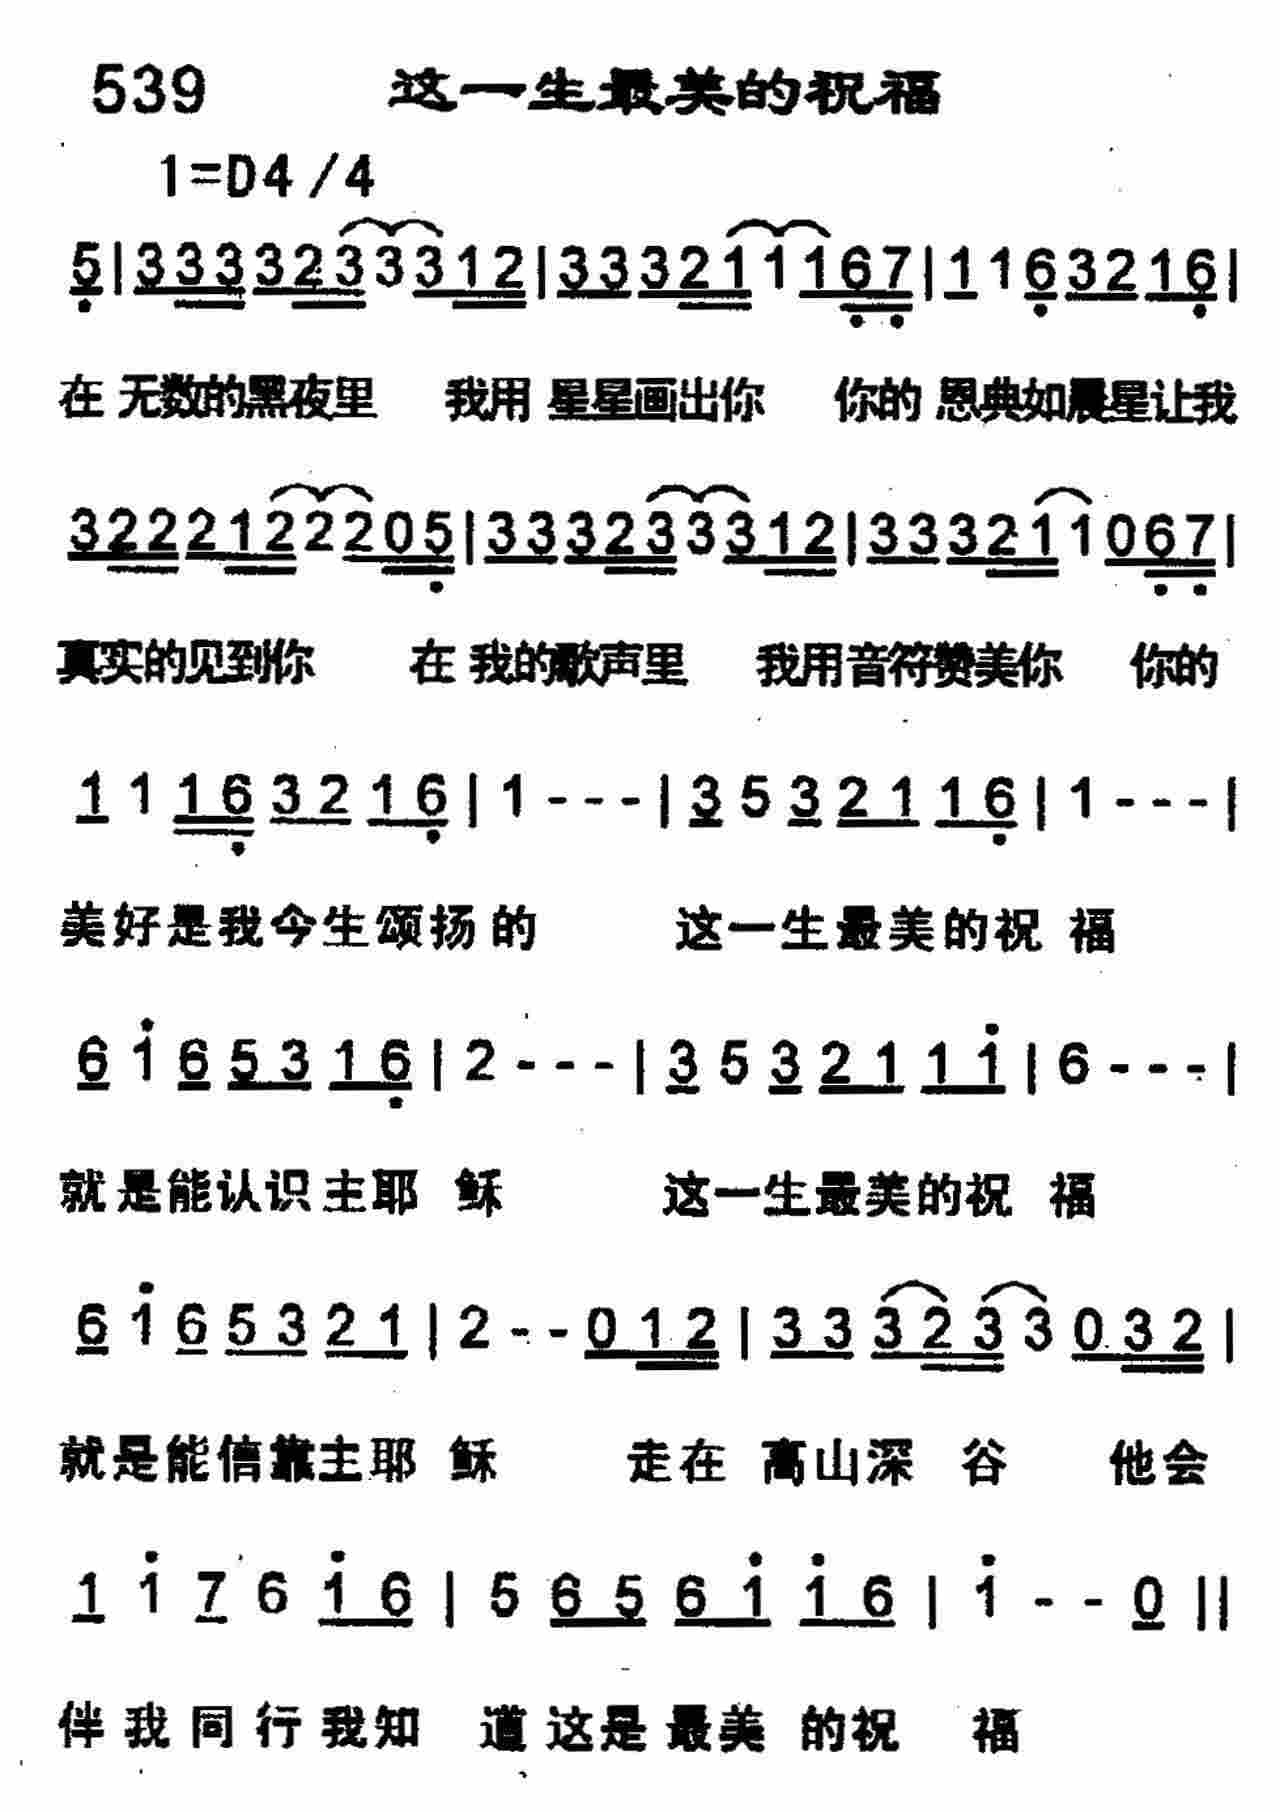 539 这一生最美的祝福
1=D4/4
5|3333233312|333211167|116321 6|
在无数的黑夜里 我用星星画出你 你的恩典如晨星让我
3222122205|333233312|333211067|
真实的见到你 在我的歌声里 我用音符赞美你 你的
11163216|1---|3532116|1---|
美好是我今生颂扬的 这一生最美的祝福
6165316|2---|3532111|6---|
就是能认识主耶稣 这一生最美的祝福
6165321|2--012|333233032|
就是能信靠主耶稣 走在高山深谷 他会
117616|5656116|1--0||
伴我同行我知道这是最美的祝福